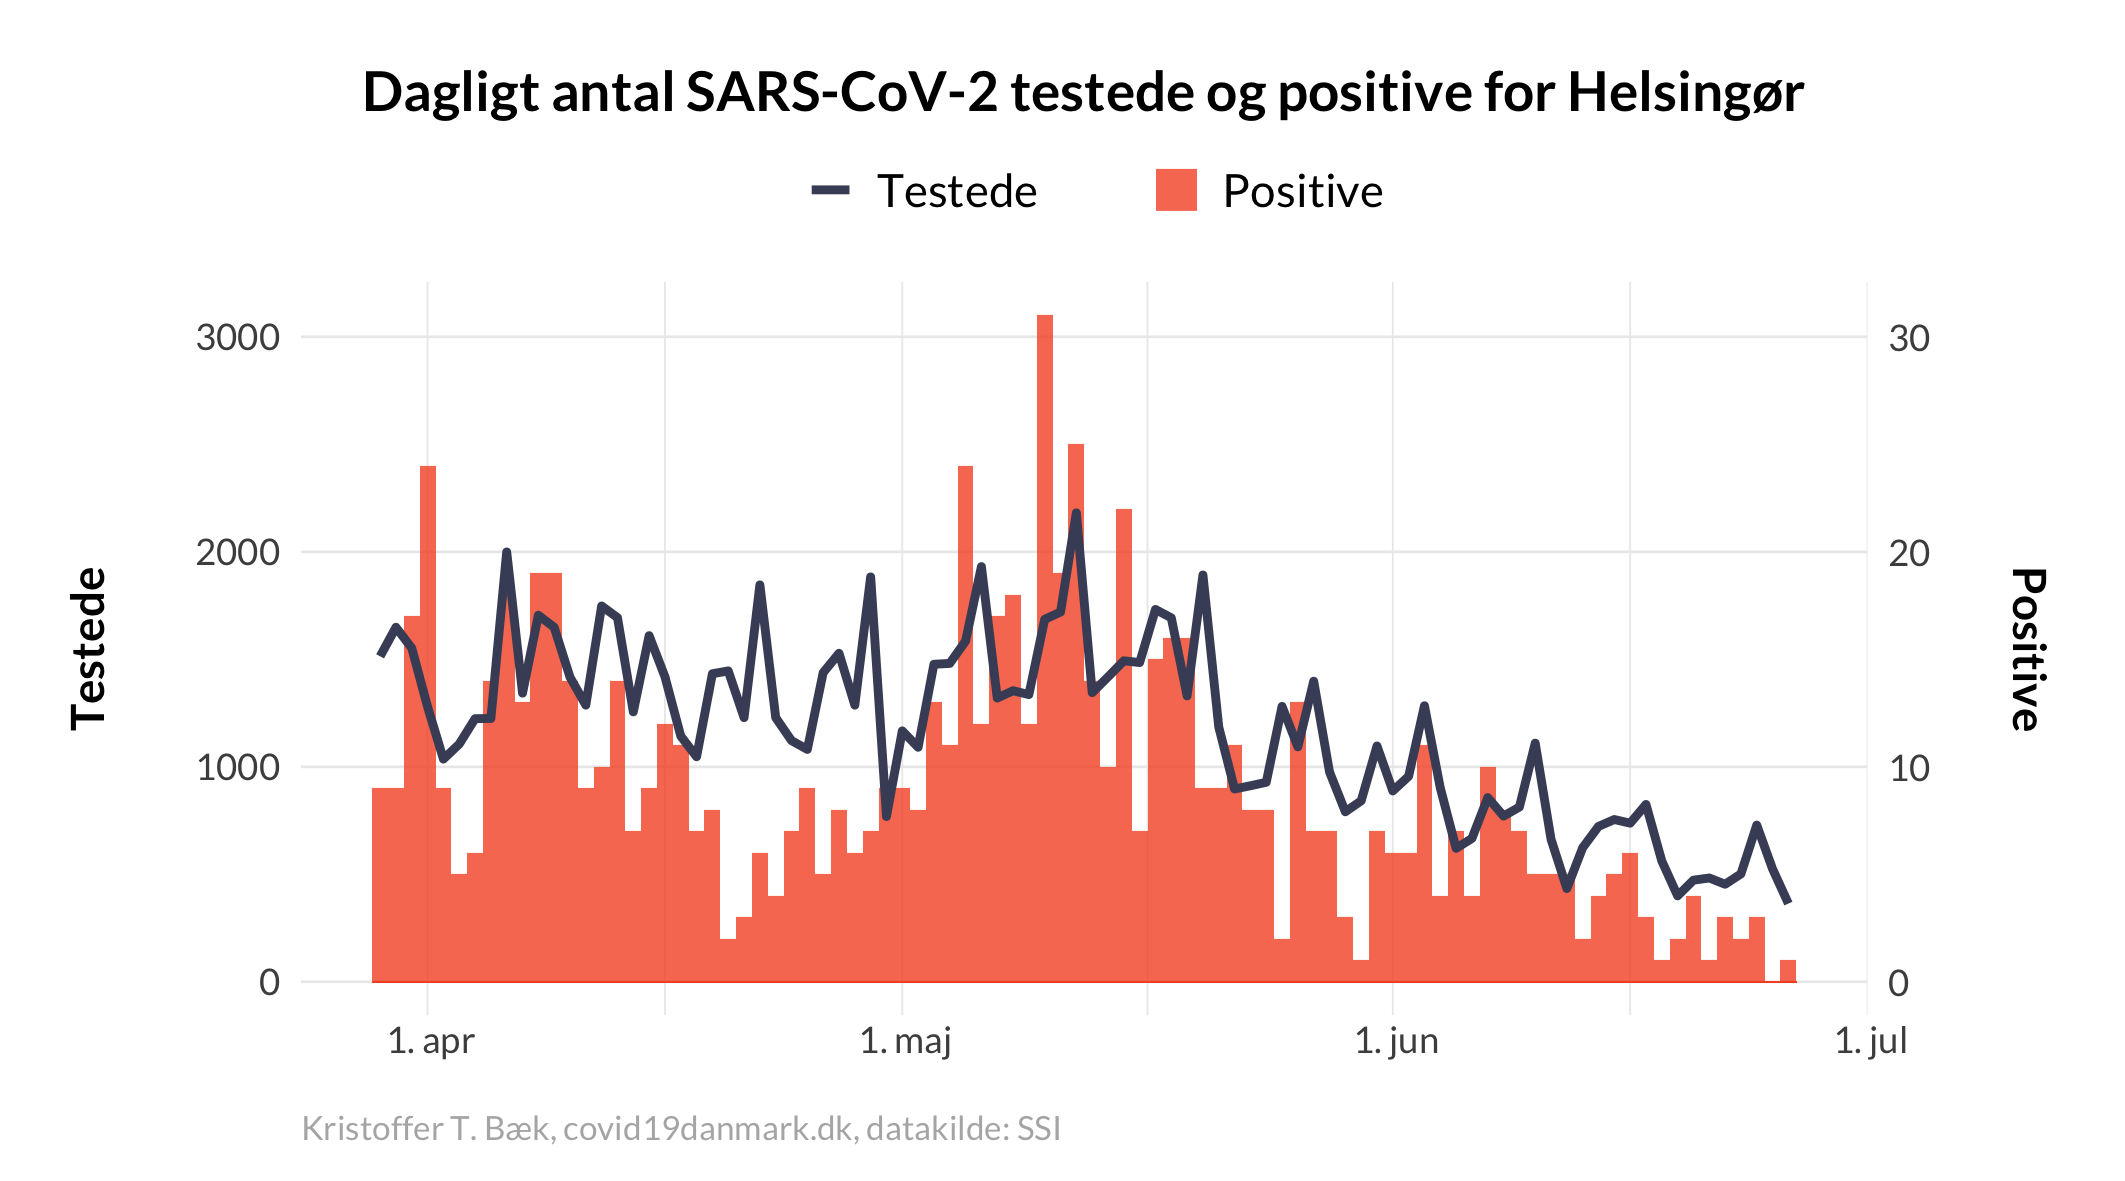 Dagligt antal SARS-CoV-2 testede og positive for Helsingør
Testede Positive
3000 30
2000 20
Testede Positive
1000 10
0 0
1. apr 1. maj 1. jun 1. jul
Kristoffer T. Bæk, covid19danmark.dk, datakilde: SSI